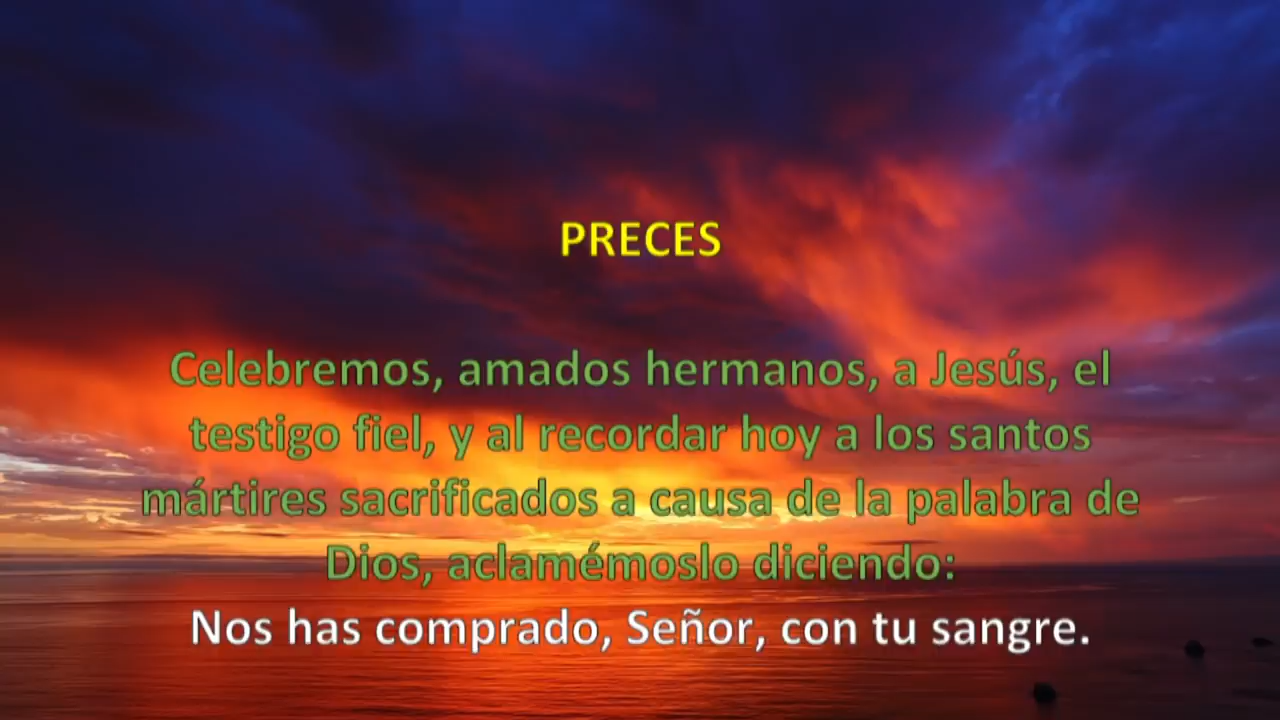 PRECES
Celebremos, amados hermanos, a Jesús, el
testigo fiel, y al recordar hoy a los santos
mártires sacrificados a causa de la palabra de
Dios, aclamémoslo diciendo:
Nos has comprado, Señor, con tu sangre.